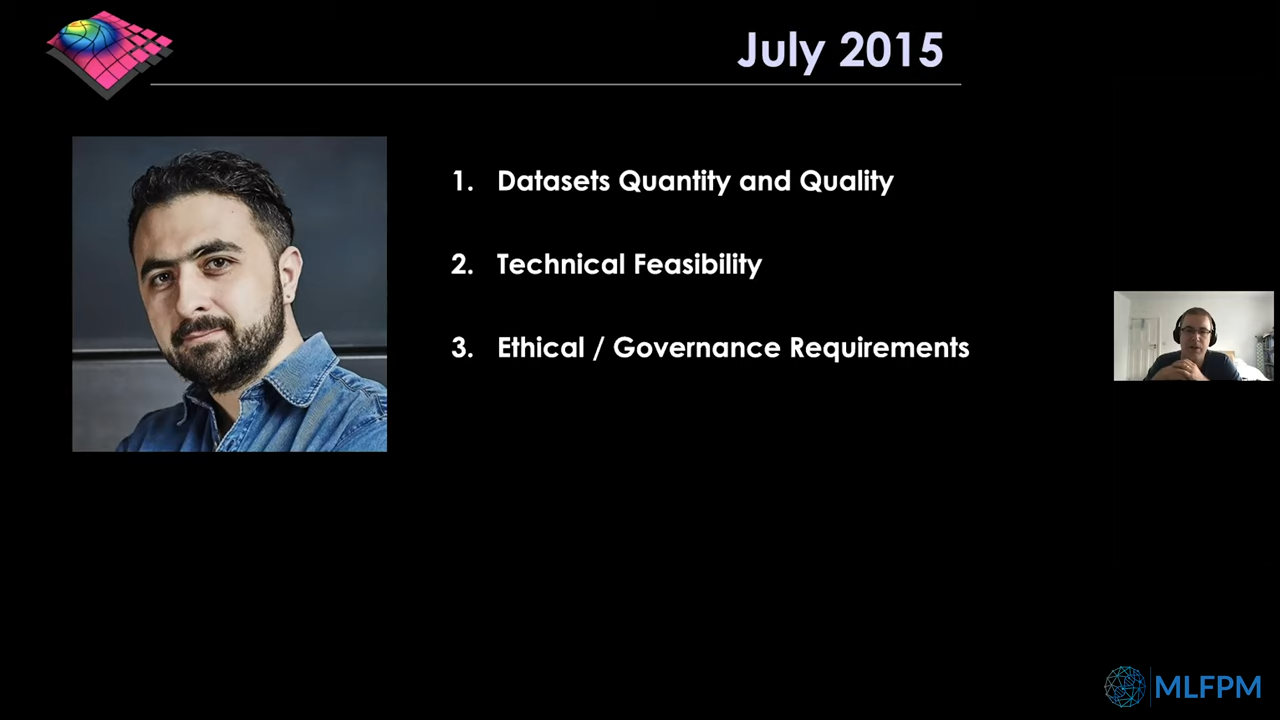 July 2015
1. Datasets Quantity and Quality
2. Technical Feasibility
3. Ethical / Governance Requirements
MLFPM